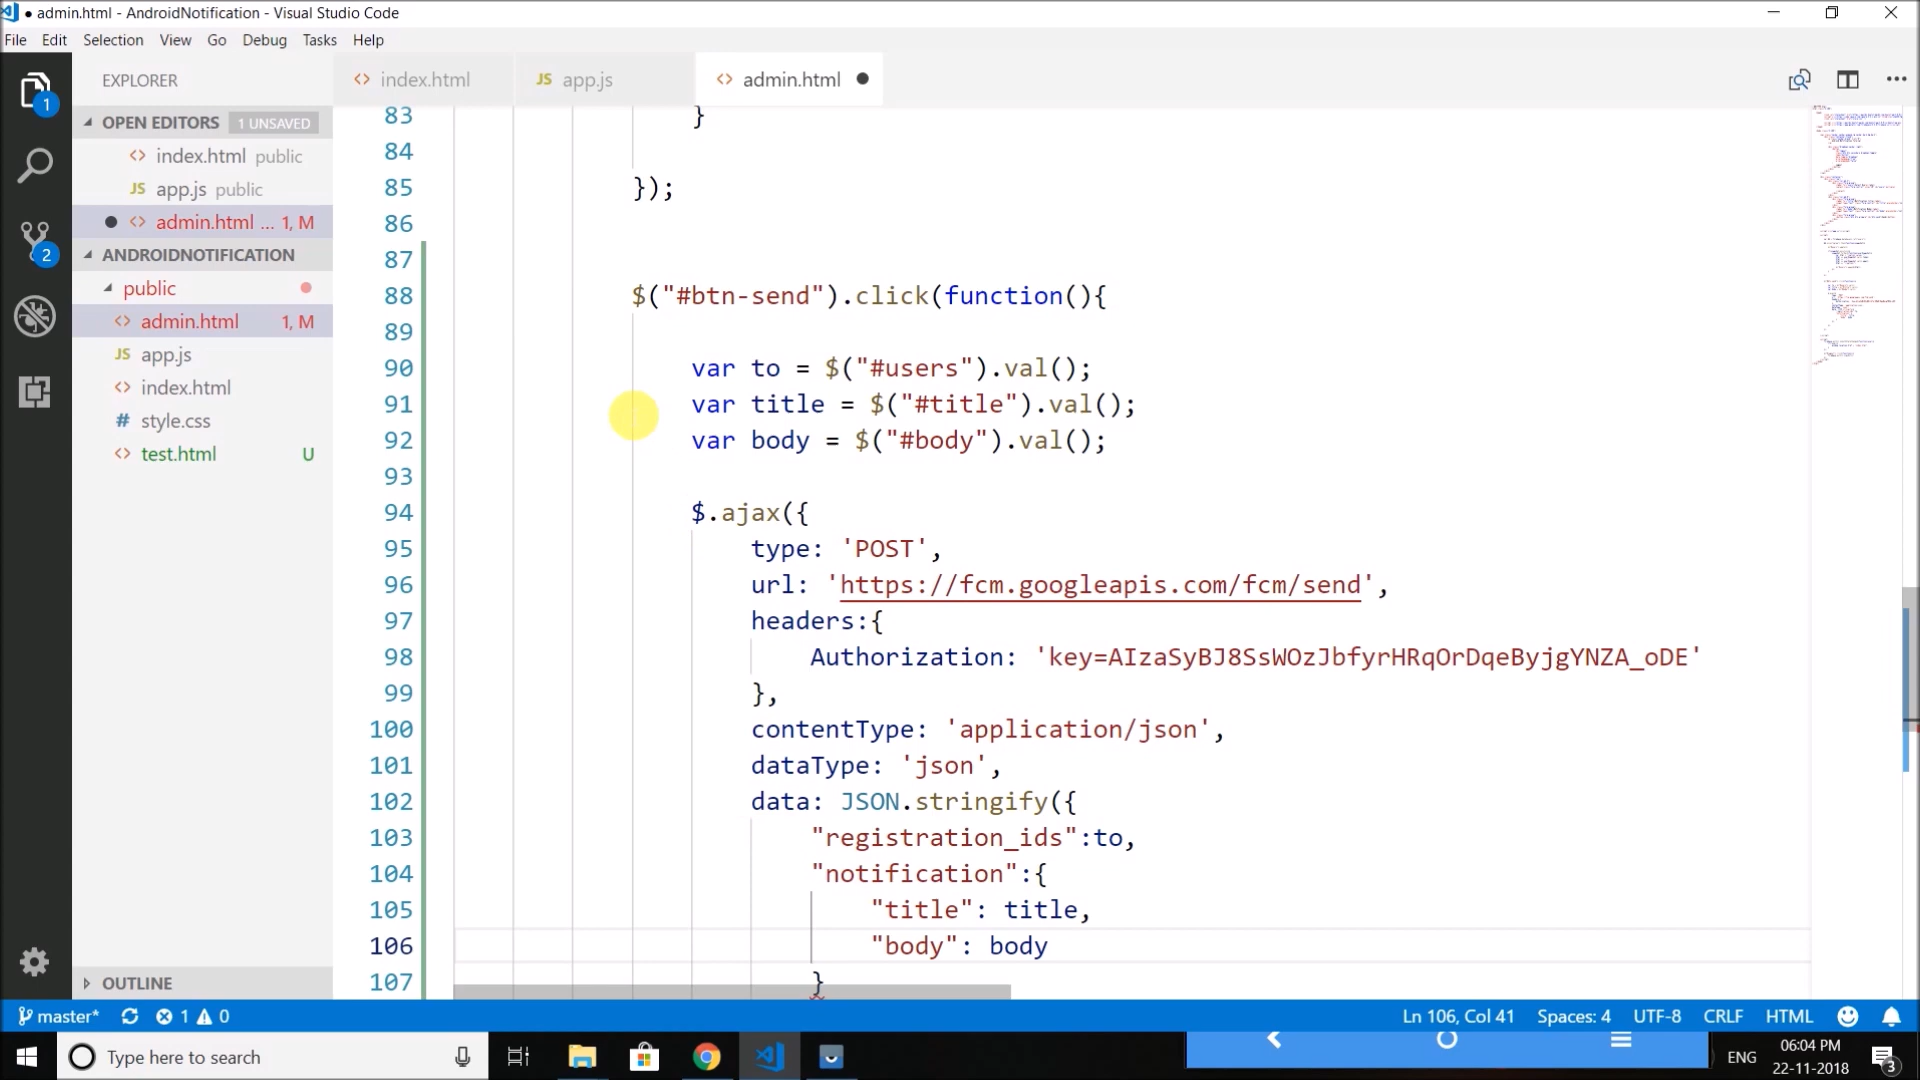 admin.html - AndroidNotification - Visual Studio Code
File Edit Selection View Go Debug Tasks Help
EXPLORER
index.html
JS app.js
admin.html
OPEN EDITORS 1 UNSAVED
index.html public
JS app.js public
admin.html ... 1, M
ANDROIDNOTIFICATION
public
admin.html 1, M
JS app.js
index.html
# style.css
test.html U
OUTLINE
1
2
83 }
84
85 });
86
87
88 $("#btn-send").click(function(){
89
90 var to = $("#users").val();
91 var title = $("#title").val();
92 var body = $("#body").val();
93
94 $.ajax({
95 type: 'POST',
96 url: 'https://fcm.googleapis.com/fcm/send',
97 headers:{
98 Authorization: 'key=AIzaSyBJ8SsWOzJbfyrHRqOrDqeByjgYNZA_oDE'
99 },
100 contentType: 'application/json',
101 dataType: 'json',
102 data: JSON.stringify({
103 "registration_ids":to,
104 "notification":{
105 "title": title,
106 "body": body
107 }
master* 1 0
Ln 106, Col 41 Spaces: 4 UTF-8 CRLF HTML
Type here to search
ENG
06:04 PM
22-11-2018
3